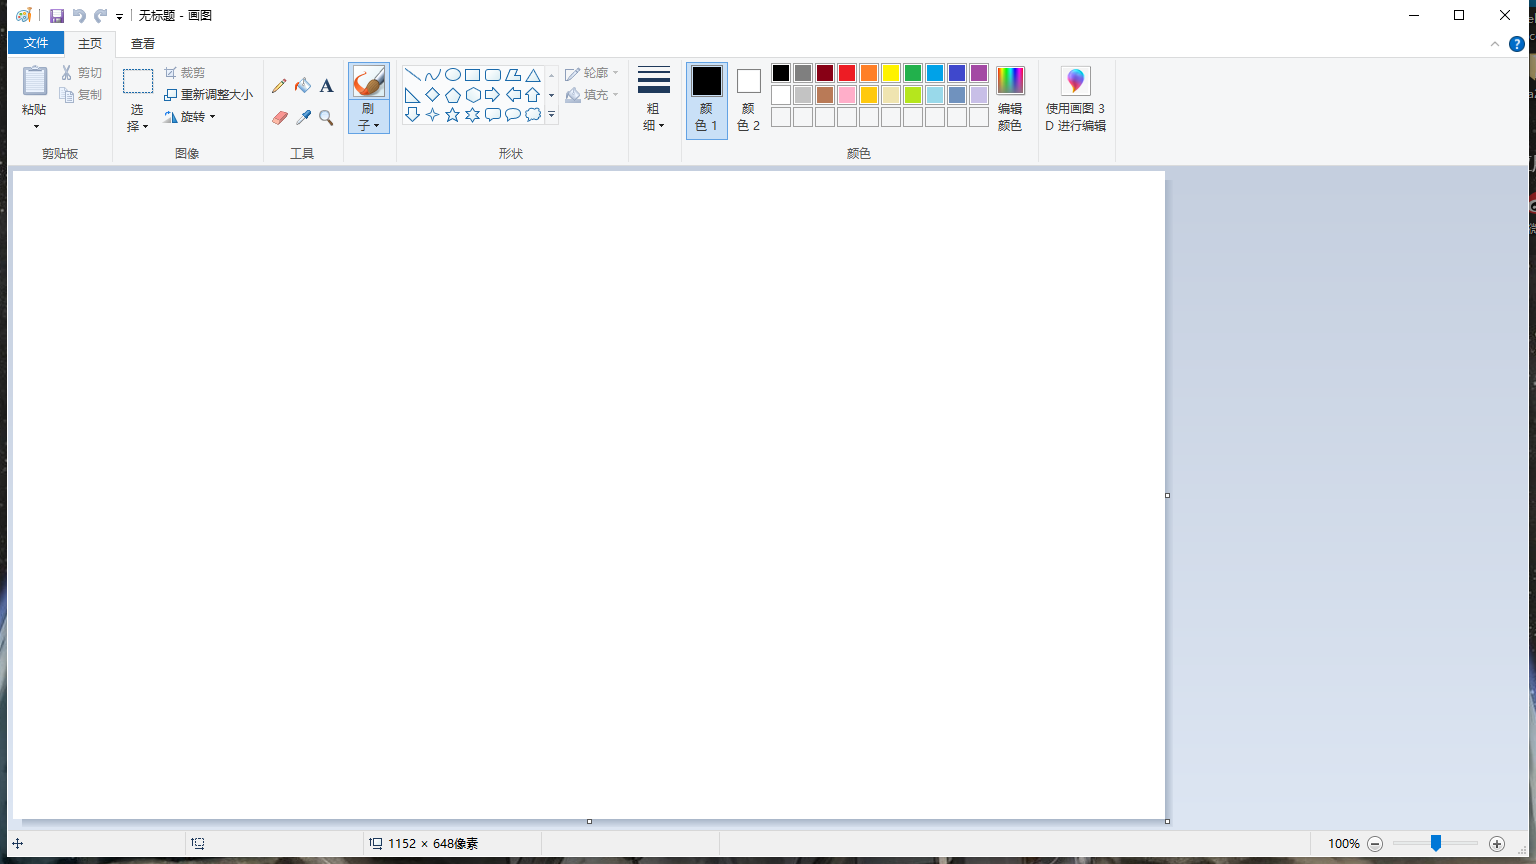 无标题 - 画图
文件 主页 查看
粘贴
剪切
复制
剪贴板
选择
裁剪
重新调整大小
旋转
图像
A
工具
刷子
轮廓
填充
形状
粗细
颜色 1
颜色 2
编辑颜色
颜色
使用画图 3
D 进行编辑
1152 × 648像素
100%